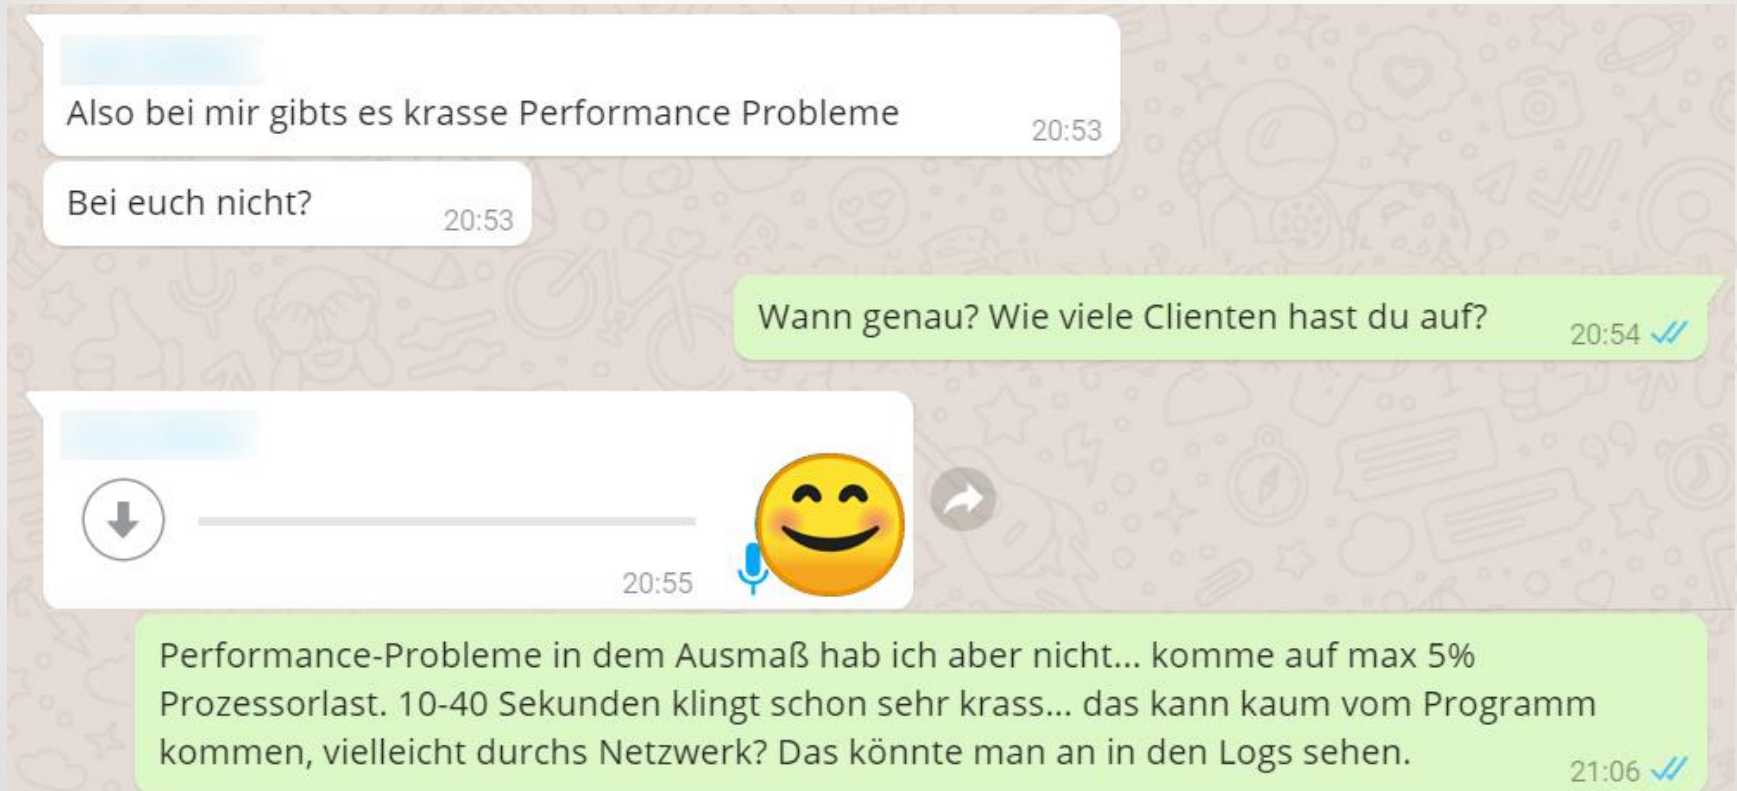 Also bei mir gibts es krasse Performance Probleme
20:53
Bei euch nicht?
20:53
Wann genau? Wie viele Clienten hast du auf?
20:54
20:55
Performance-Probleme in dem Ausmaß hab ich aber nicht... komme auf max 5%
Prozessorlast. 10-40 Sekunden klingt schon sehr krass... das kann kaum vom Programm
kommen, vielleicht durchs Netzwerk? Das könnte man an in den Logs sehen.
21:06